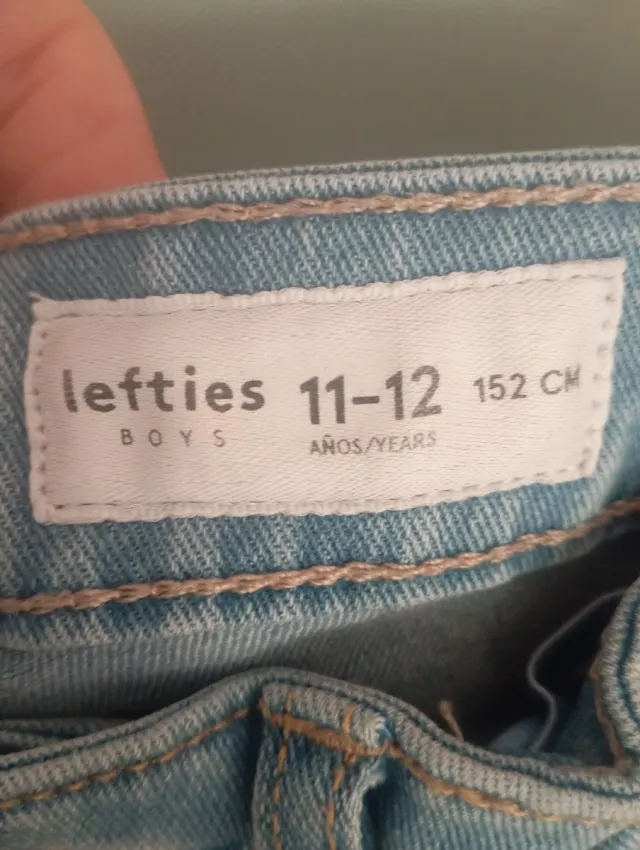 lefties 11-12 152 CM
BOYS AÑOS/YEARS